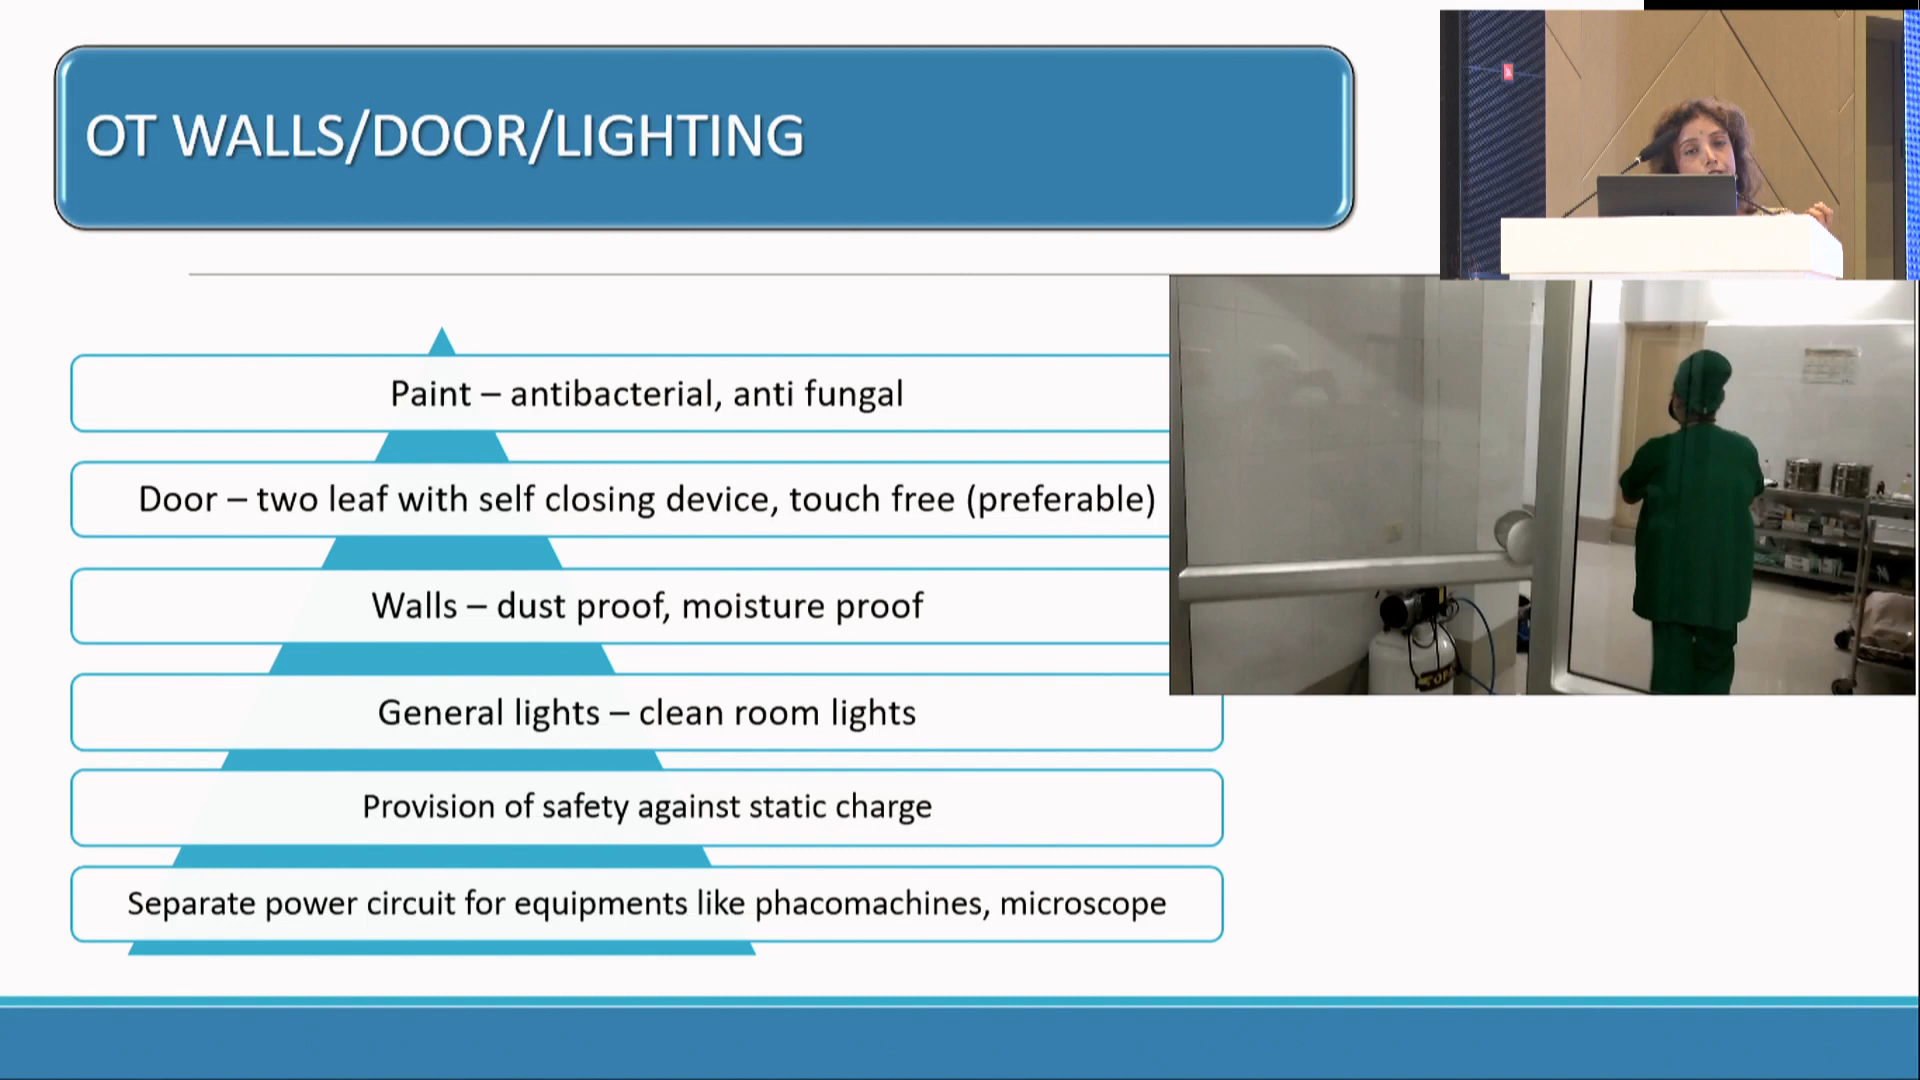 OT WALLS/DOOR/LIGHTING
Paint – antibacterial, anti fungal
Door – two leaf with self closing device, touch free (preferable)
Walls – dust proof, moisture proof
General lights – clean room lights
Provision of safety against static charge
Separate power circuit for equipments like phacomachines, microscope